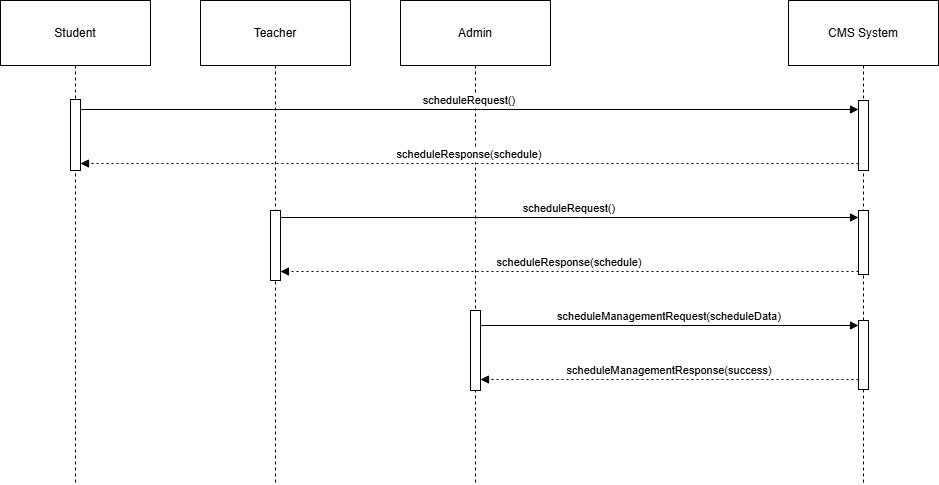 Student
Teacher
Admin
CMS System
scheduleRequest()
scheduleResponse(schedule)
scheduleRequest()
scheduleResponse(schedule)
scheduleManagementRequest(scheduleData)
scheduleManagementResponse(success)